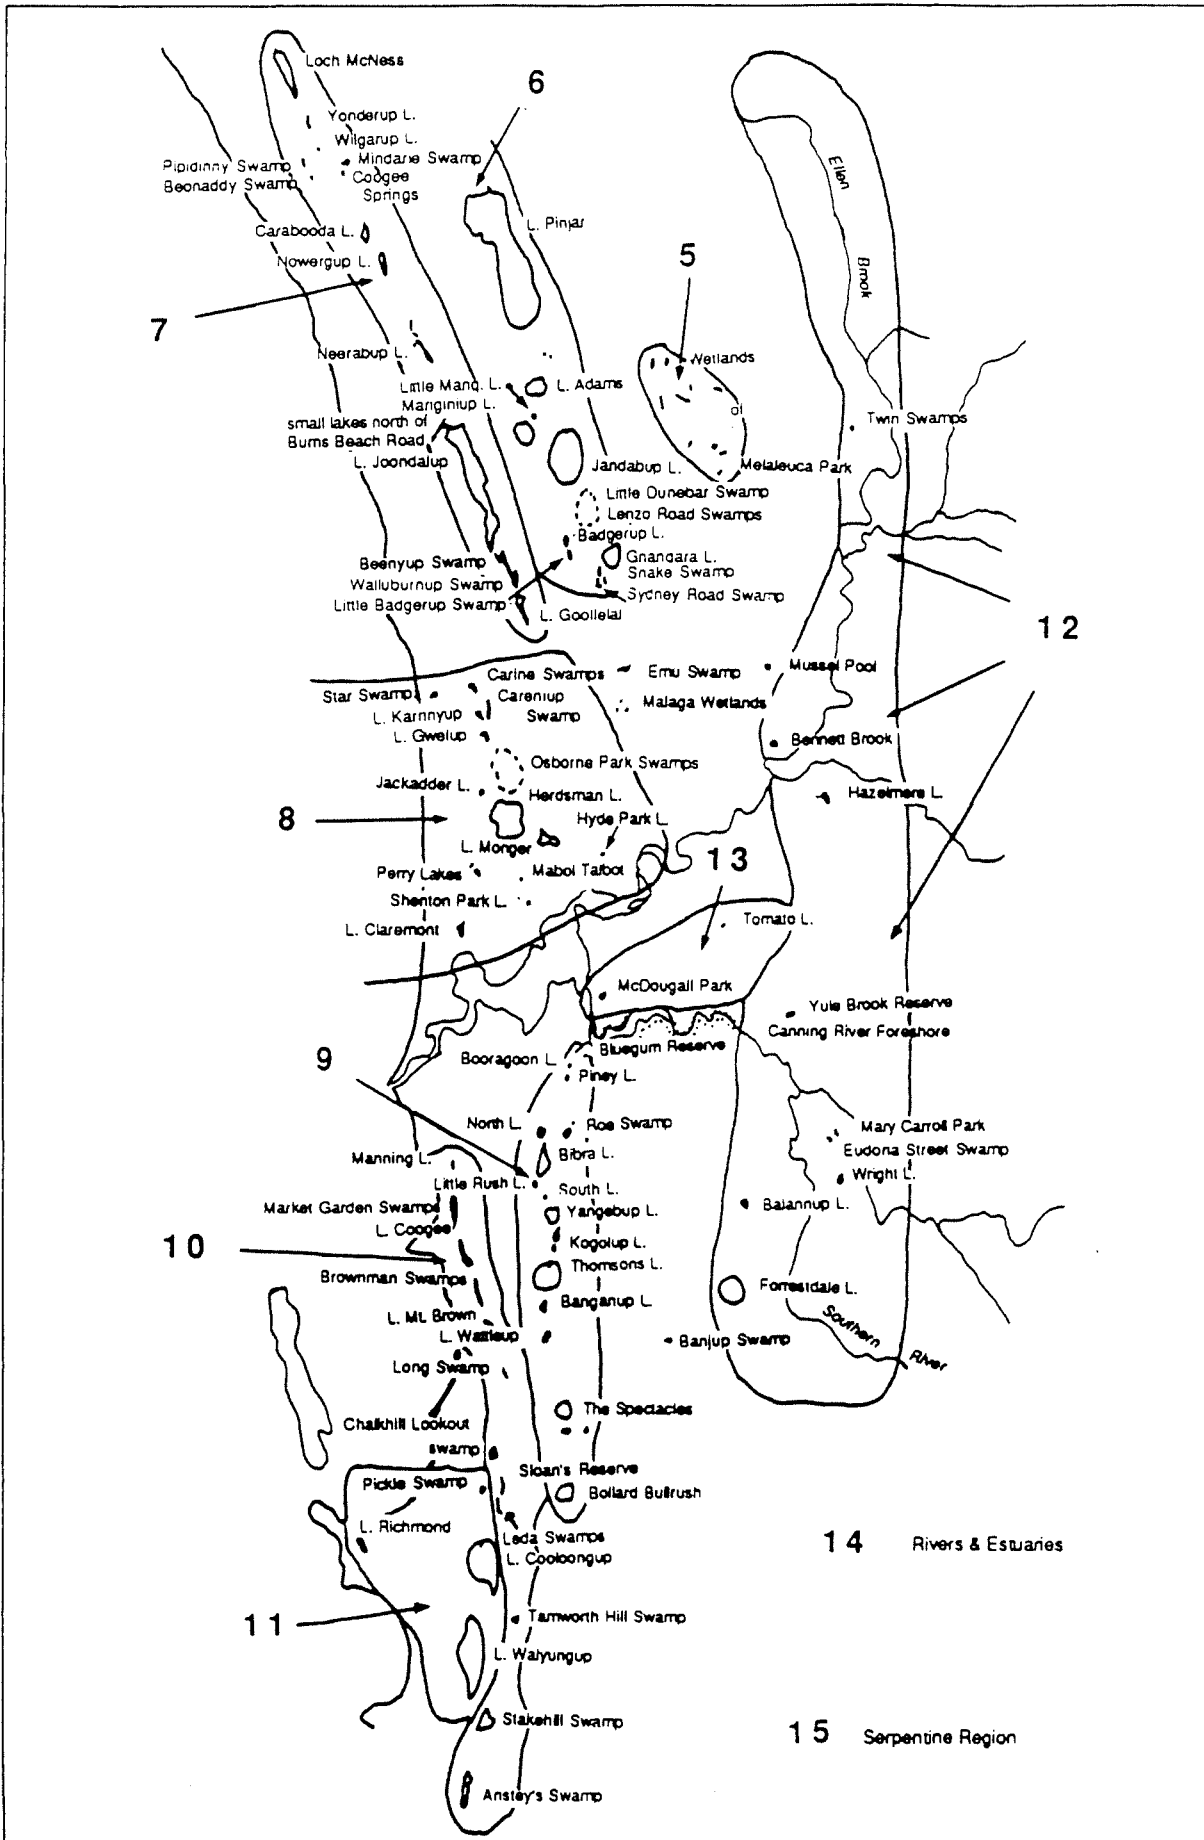 Loch McNess
6
Yonderup L.
Wilgarup L.
Pipidinny Swamp
Mindarie Swamp
Beonaddy Swamp
Coogee
Springs
Ellen
Brook
L. Pinjar
Carabooda L.
Nowergup L.
5
7
Neerabup L.
Wetlands
of
Melaleuca Park
Little Mariq. L.
L. Adams
Mariginiup L.
small lakes north of
Burns Beach Road
L. Joondalup
Twin Swamps
Jandabup L.
Little Dunebar Swamp
Lenzo Road Swamps
Badgerup L.
Beenyup Swamp
Gnangara L.
Walluburnup Swamp
Snake Swamp
Little Badgerup Swamp
Sydney Road Swamp
L. Goollelal
12
Carine Swamps
Emu Swamp
Mussel Pool
Star Swamp
Careniup
Swamp
Malaga Wetlands
L. Karinyup
L. Gwelup
Bennett Brook
Osborne Park Swamps
Jackadder L.
Herdsman L.
Hazelmere L.
8
Hyde Park L.
L. Monger
13
Perry Lakes
Mabol Talbot
Shenton Park L.
L. Claremont
Tomato L.
McDougall Park
Yule Brook Reserve
Canning River Foreshore
9
Booragoon L.
Bluegum Reserve
Piney L.
North L.
Roe Swamp
Mary Carroll Park
Eudoria Street Swamp
Manning L.
Bibra L.
Wright L.
Little Rush L.
South L.
Market Garden Swamps
Yangebup L.
Balannup L.
L. Coogee
10
Kogolup L.
Brownman Swamps
Thomsons L.
Forrestdale L.
L. Mt. Brown
Banganup L.
Southern
River
L. Wattleup
Banjup Swamp
Long Swamp
The Spectacles
Chalkhill Lookout
swamp
Sloan's Reserve
Pickle Swamp
Bollard Bullrush
L. Richmond
Leda Swamps
14 Rivers & Estuaries
L. Cooloongup
11
Tamworth Hill Swamp
L. Walyungup
Stakehill Swamp
15 Serpentine Region
Anstey's Swamp